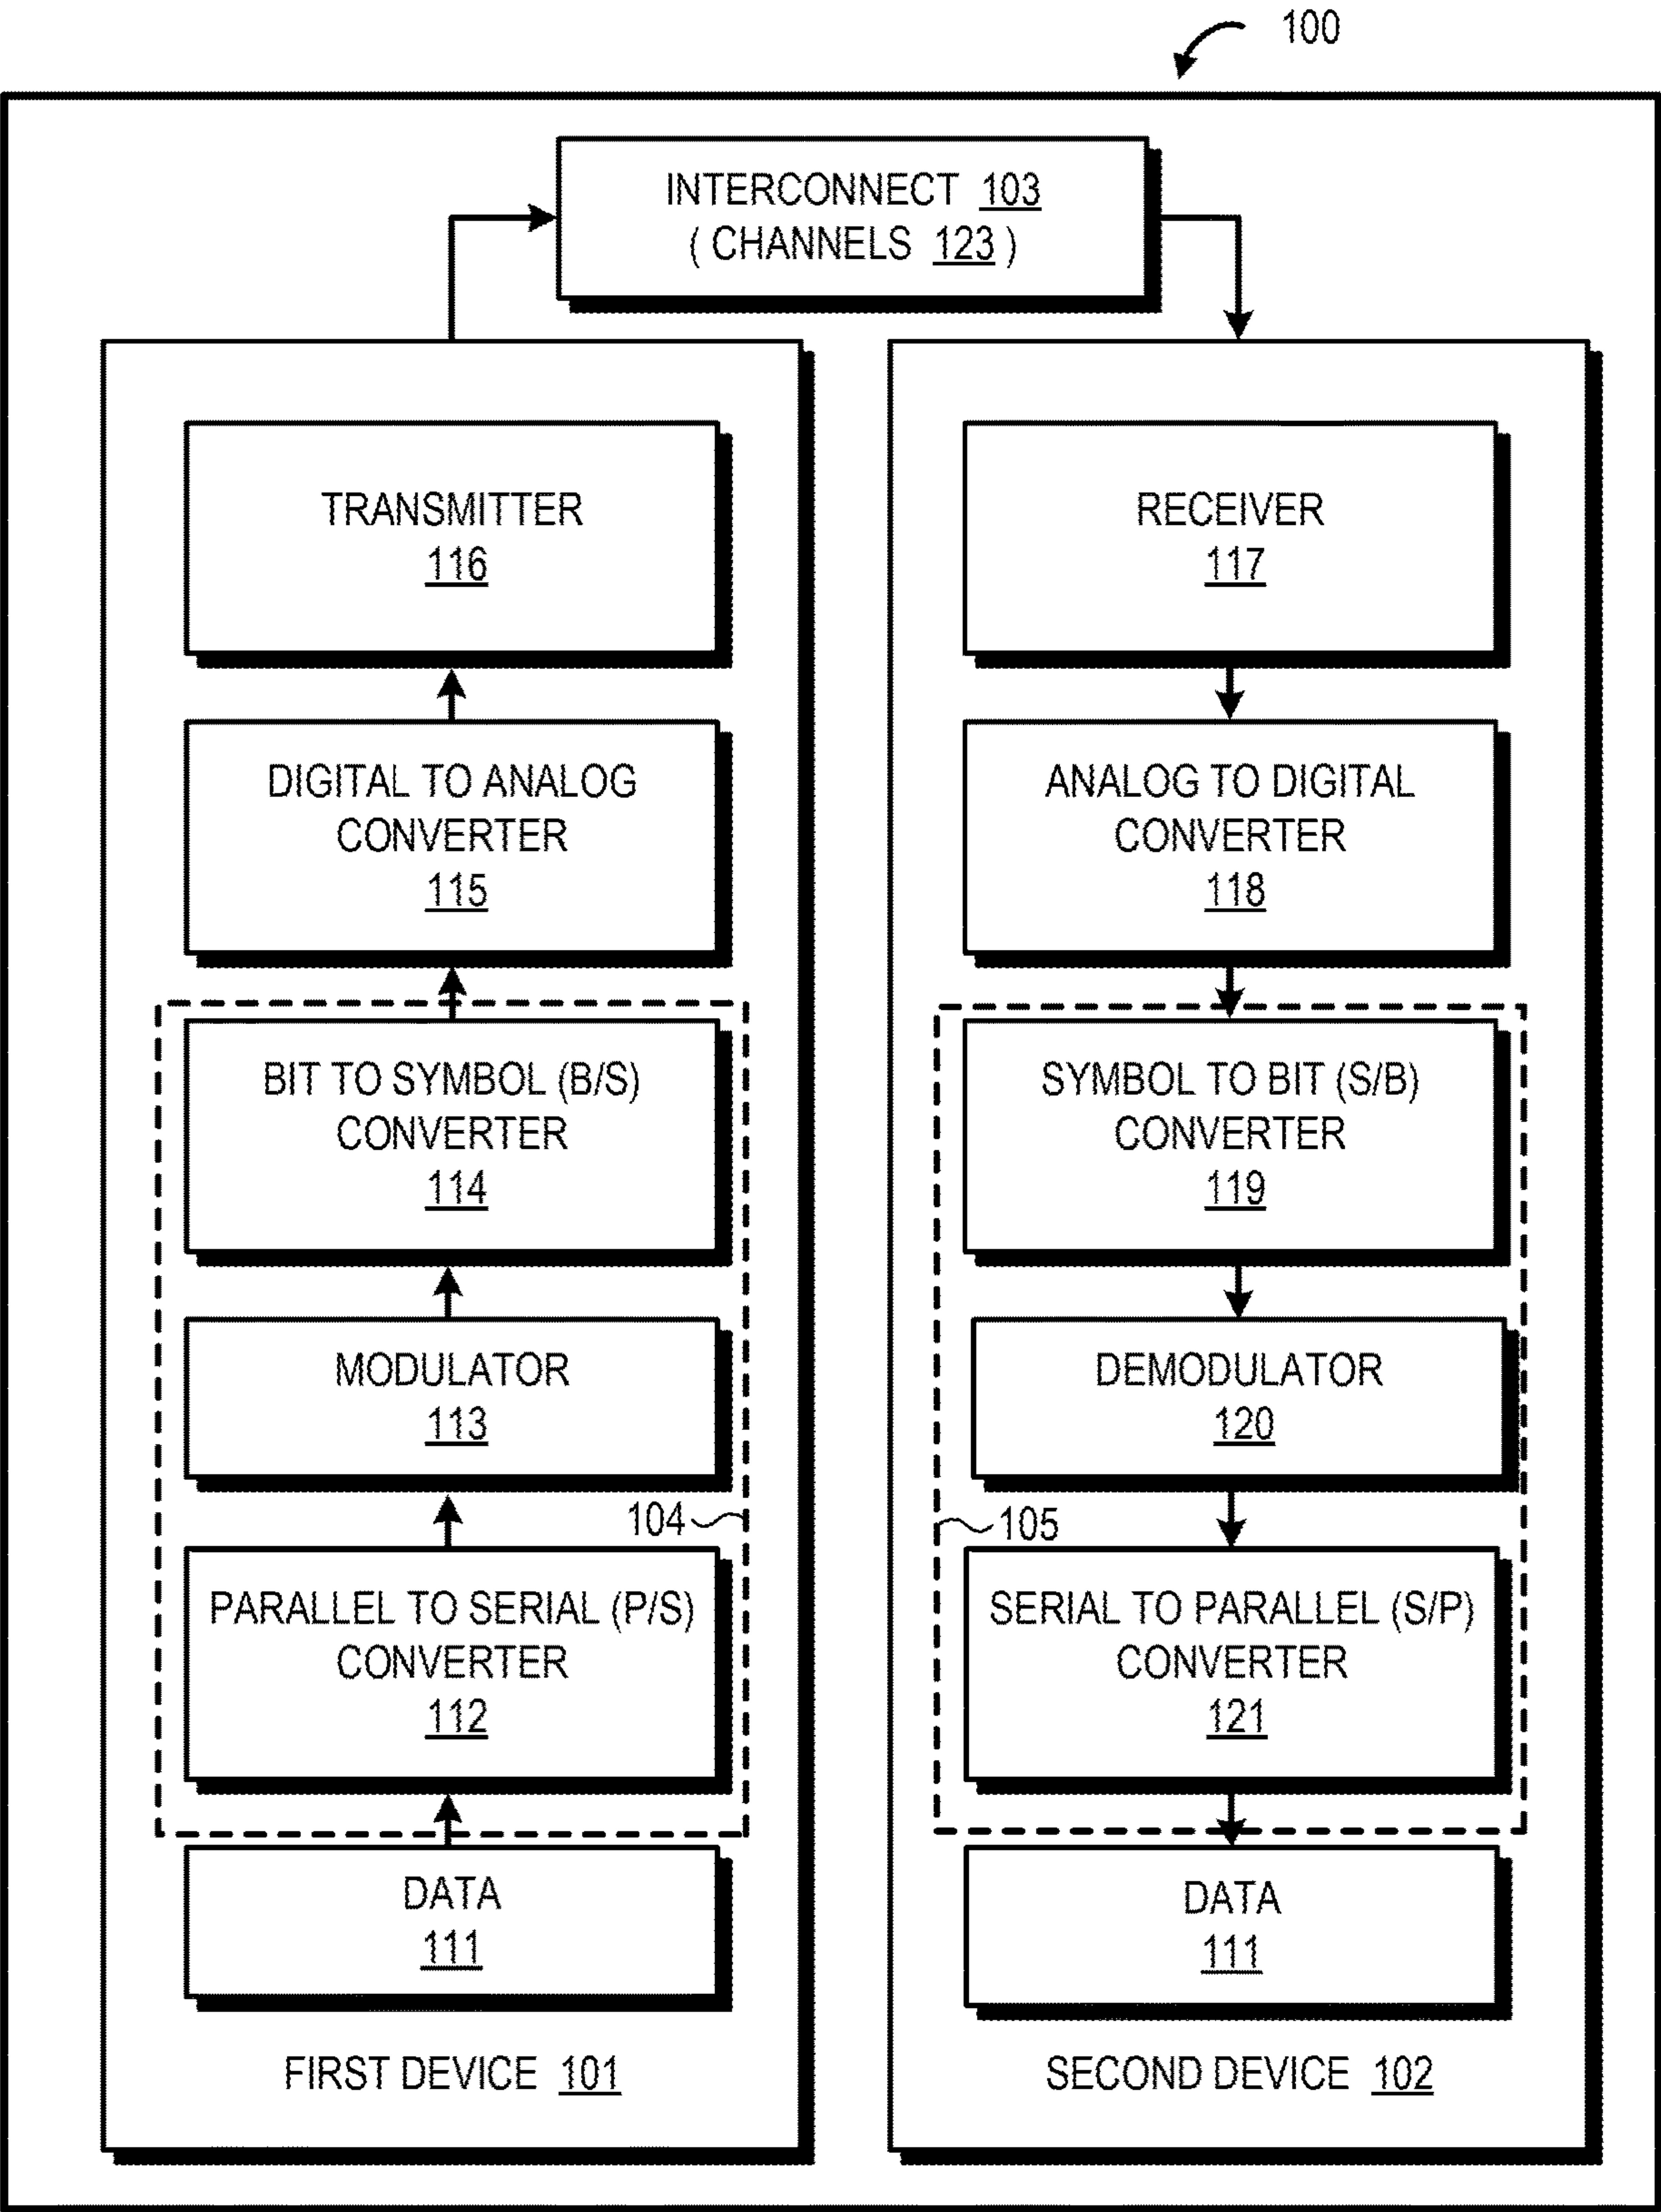 100
INTERCONNECT 103
( CHANNELS 123 )
TRANSMITTER
116
DIGITAL TO ANALOG
CONVERTER
115
BIT TO SYMBOL (B/S)
CONVERTER
114
MODULATOR
113
104
PARALLEL TO SERIAL (P/S)
CONVERTER
112
DATA
111
FIRST DEVICE 101
RECEIVER
117
ANALOG TO DIGITAL
CONVERTER
118
SYMBOL TO BIT (S/B)
CONVERTER
119
DEMODULATOR
120
105
SERIAL TO PARALLEL (S/P)
CONVERTER
121
DATA
111
SECOND DEVICE 102